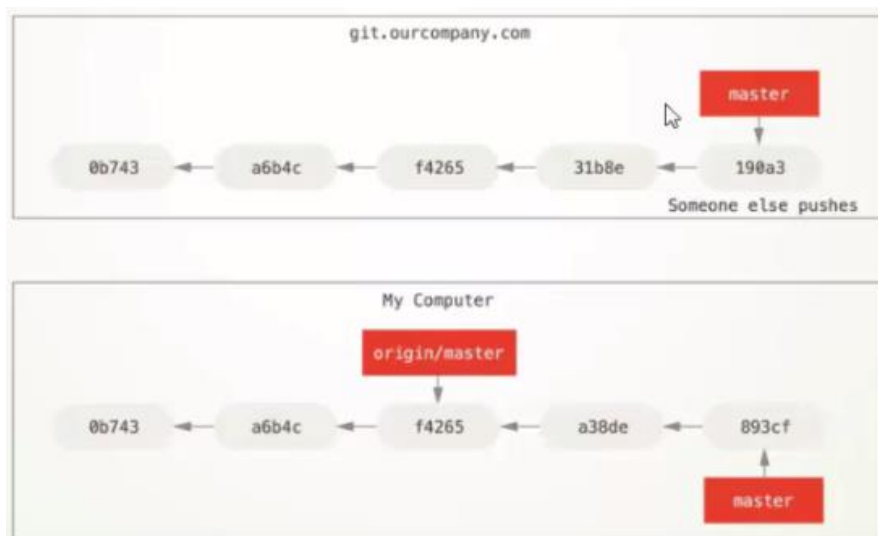 git.ourcompany.com
master
0b743
a6b4c
f4265
31b8e
190a3
Someone else pushes
My Computer
origin/master
0b743
a6b4c
f4265
a38de
893cf
master